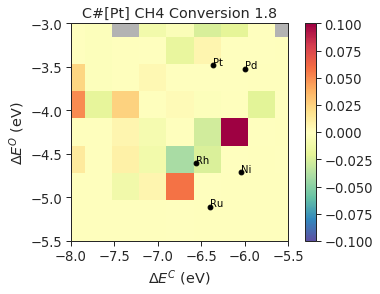 C#[Pt] CH4 Conversion 1.8
−3.0
−3.5
−4.0
−4.5
−5.0
−5.5
ΔE^O (eV)
Pt
Pd
Rh
Ni
Ru
−8.0 −7.5 −7.0 −6.5 −6.0 −5.5
ΔE^C (eV)
0.100
0.075
0.050
0.025
0.000
−0.025
−0.050
−0.075
−0.100